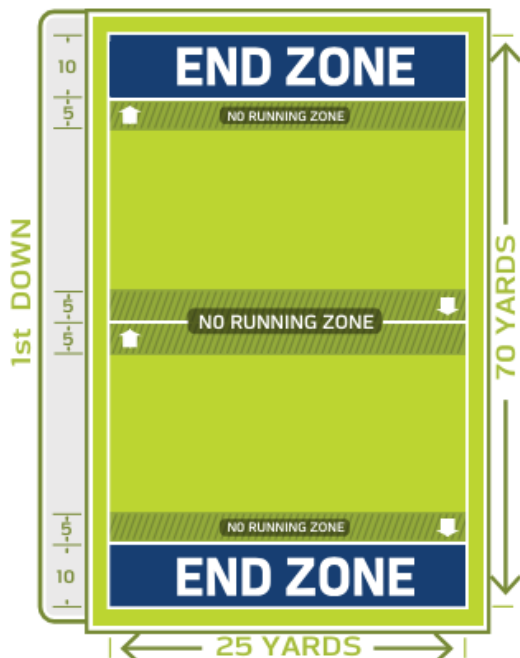 END ZONE
10
5
NO RUNNING ZONE
1st DOWN
70 YARDS
5
NO RUNNING ZONE
5
5
NO RUNNING ZONE
10
END ZONE
25 YARDS